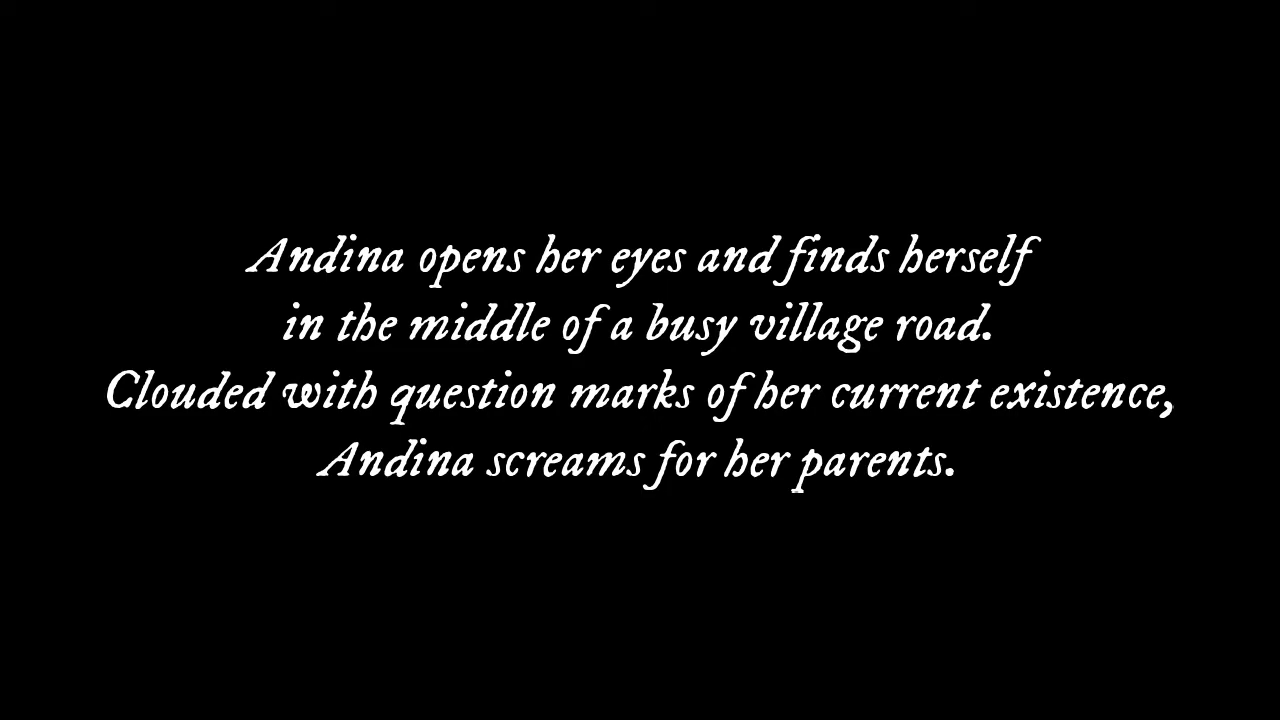 Andina opens her eyes and finds herself
in the middle of a busy village road.
Clouded with question marks of her current existence,
Andina screams for her parents.